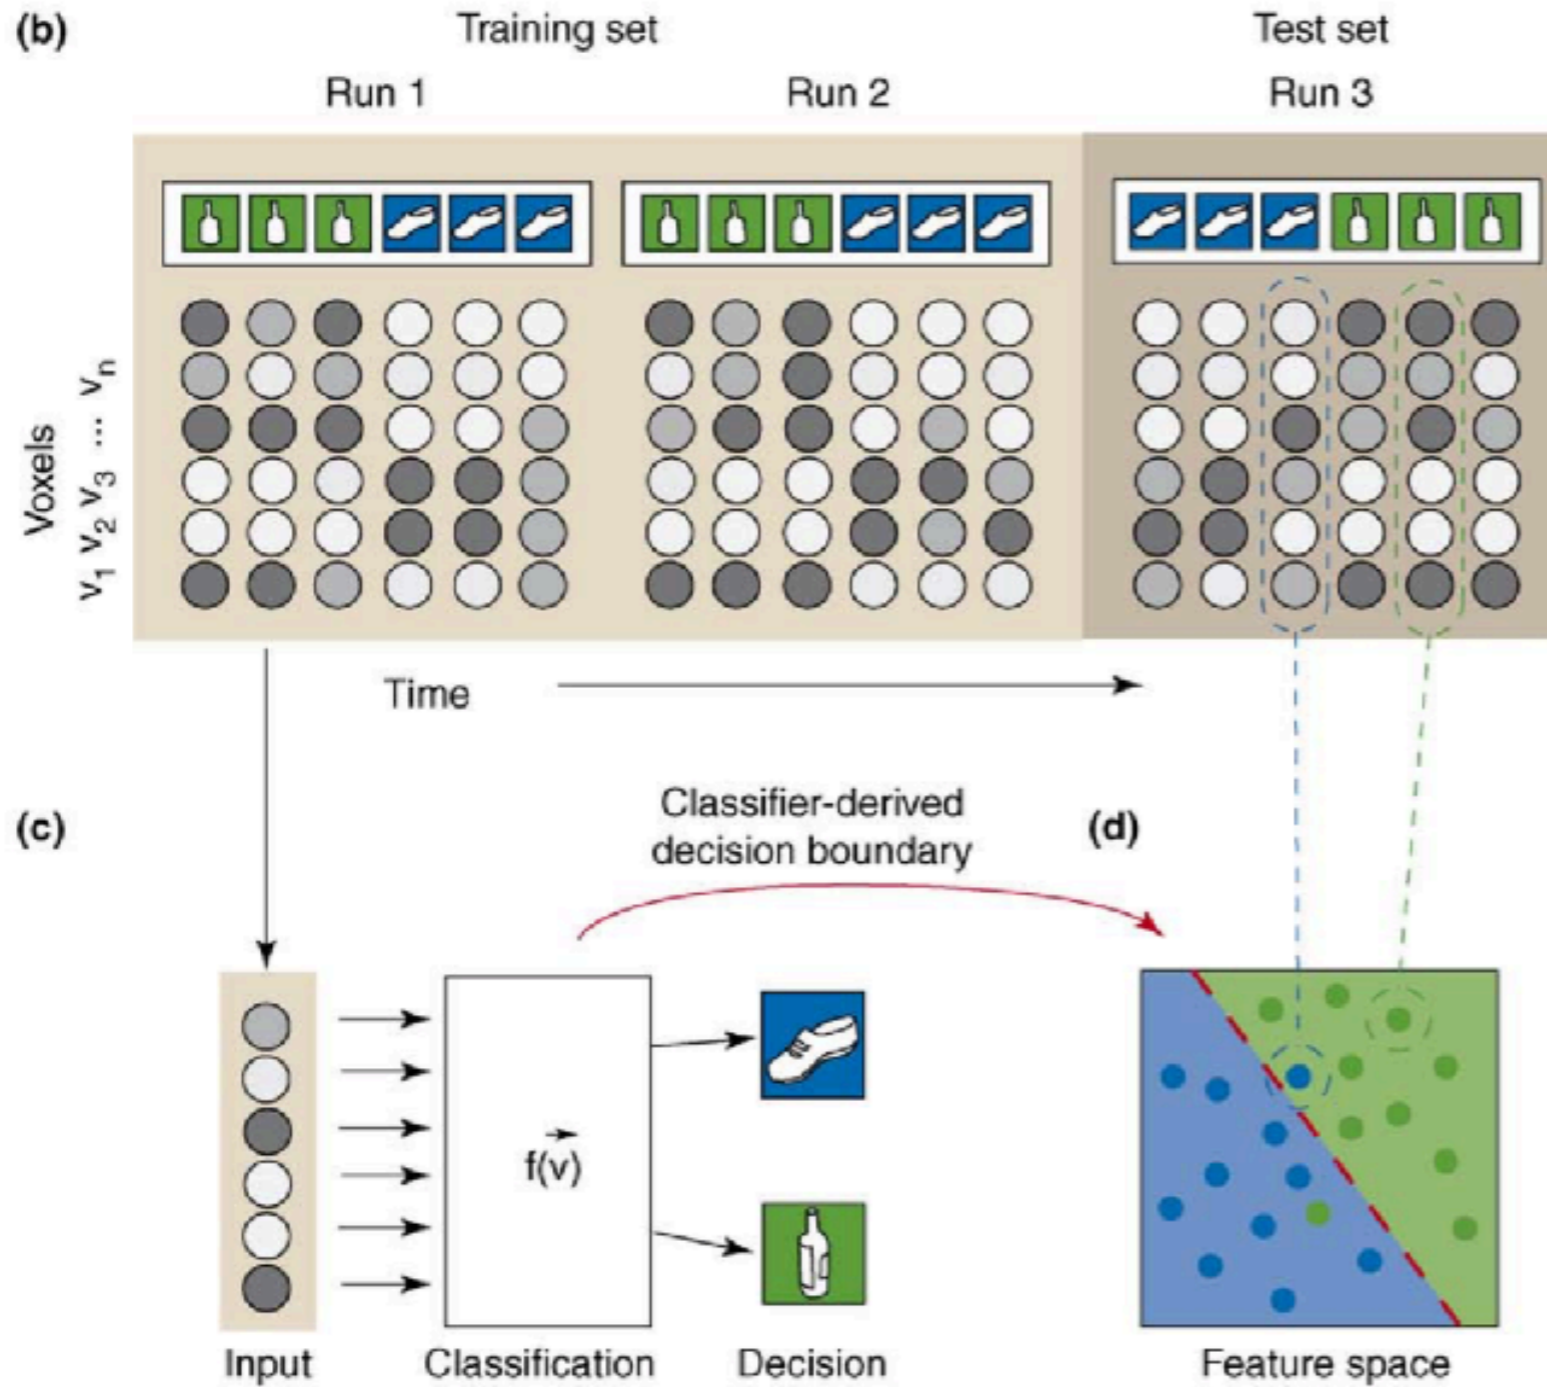 (b)
Training set
Test set
Run 1
Run 2
Run 3
Voxels
v1 v2 v3 ... vn
Time
(c)
Classifier-derived
decision boundary
(d)
f(v)
Input
Classification
Decision
Feature space